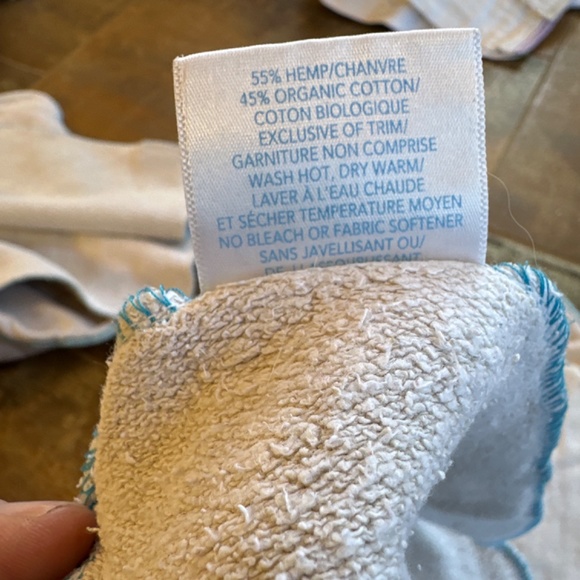 55% HEMP/CHANVRE
45% ORGANIC COTTON/
COTON BIOLOGIQUE
EXCLUSIVE OF TRIM/
GARNITURE NON COMPRISE
WASH HOT, DRY WARM/
LAVER À L'EAU CHAUDE
ET SÉCHER TEMPERATURE MOYEN
NO BLEACH OR FABRIC SOFTENER
SANS JAVELLISANT OU/